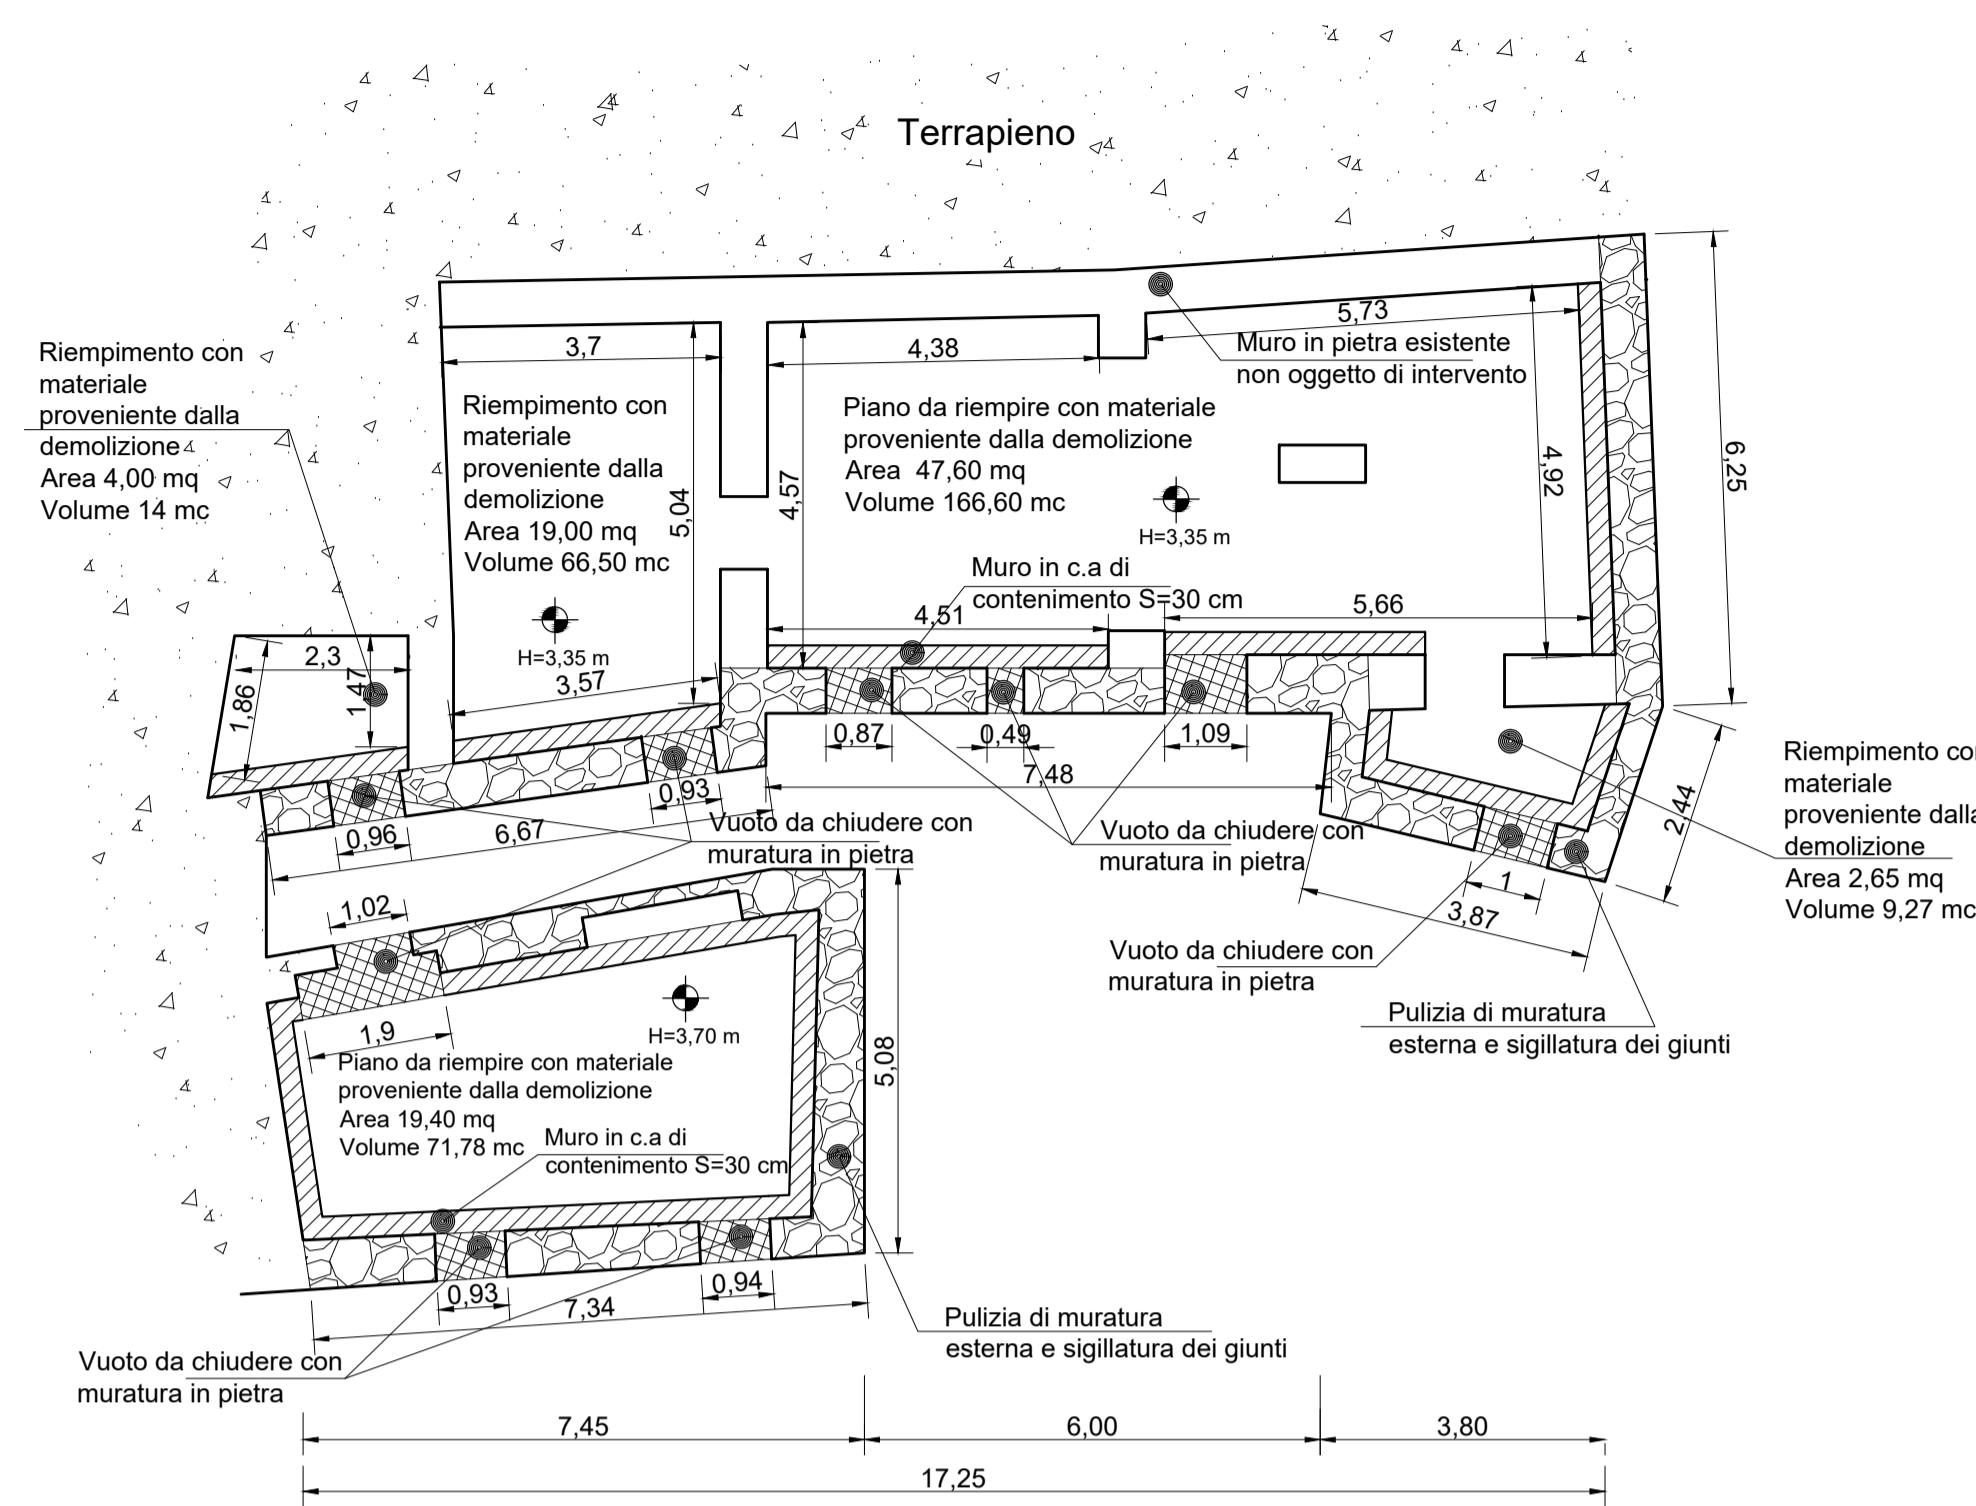 Terrapieno
Riempimento con
materiale
proveniente dalla
demolizione
Area 4,00 mq
Volume 14 mc
3,7
Riempimento con
materiale
proveniente dalla
demolizione
Area 19,00 mq
Volume 66,50 mc
5,04
H=3,35 m
3,57
4,38
4,57
Piano da riempire con materiale
proveniente dalla demolizione
Area 47,60 mq
Volume 166,60 mc
H=3,35 m
5,73
Muro in pietra esistente
non oggetto di intervento
4,92
6,25
Muro in c.a di
contenimento S=30 cm
4,51
5,66
2,3
1,86
1,47
0,87
0,49
1,09
7,48
0,93
0,96
6,67
Vuoto da chiudere con
muratura in pietra
Vuoto da chiudere con
muratura in pietra
2,44
Riempimento con
materiale
proveniente dalla
demolizione
Area 2,65 mq
Volume 9,27 mc
1
3,87
Vuoto da chiudere con
muratura in pietra
Pulizia di muratura
esterna e sigillatura dei giunti
1,02
1,9
H=3,70 m
Piano da riempire con materiale
proveniente dalla demolizione
Area 19,40 mq
Volume 71,78 mc
Muro in c.a di
contenimento S=30 cm
5,08
0,93
0,94
7,34
Vuoto da chiudere con
muratura in pietra
Pulizia di muratura
esterna e sigillatura dei giunti
7,45
6,00
3,80
17,25